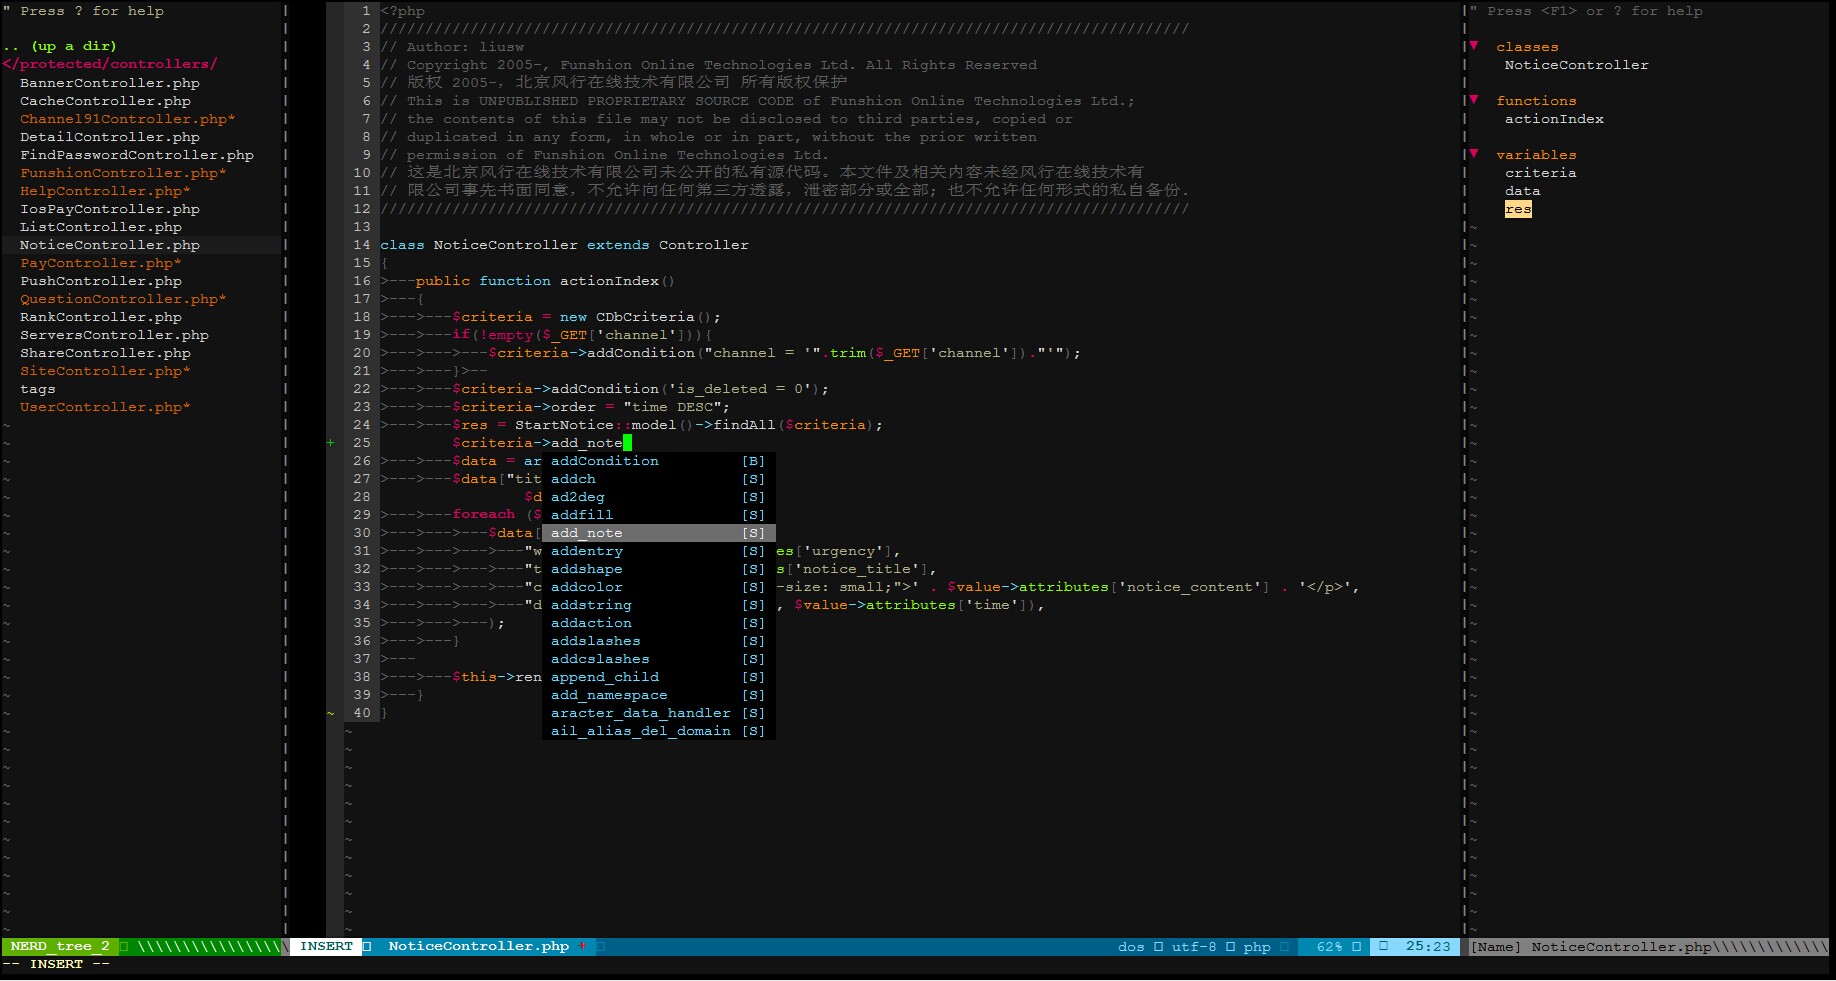 " Press ? for help
.. (up a dir)
</protected/controllers/
BannerController.php
CacheController.php
Channel91Controller.php*
DetailController.php
FindPasswordController.php
FunshionController.php*
HelpController.php*
IosPayController.php
ListController.php
NoticeController.php
PayController.php*
PushController.php
QuestionController.php*
RankController.php
ServersController.php
ShareController.php
SiteController.php*
tags
UserController.php*
1 <?php
2 //////////////////////////////////////////////////////////////////////////////////////////
3 // Author: liusw
4 // Copyright 2005-, Funshion Online Technologies Ltd. All Rights Reserved
5 // 版权 2005-，北京风行在线技术有限公司 所有版权保护
6 // This is UNPUBLISHED PROPRIETARY SOURCE CODE of Funshion Online Technologies Ltd.;
7 // the contents of this file may not be disclosed to third parties, copied or
8 // duplicated in any form, in whole or in part, without the prior written
9 // permission of Funshion Online Technologies Ltd.
10 // 这是北京风行在线技术有限公司未公开的私有源代码。本文件及相关内容未经风行在线技术有
11 // 限公司事先书面同意，不允许向任何第三方透露，泄密部分或全部; 也不允许任何形式的私自备份.
12 //////////////////////////////////////////////////////////////////////////////////////////
13
14 class NoticeController extends Controller
15 {
16 >---public function actionIndex()
17 >---{
18 >--->---$criteria = new CDbCriteria();
19 >--->---if(!empty($_GET['channel'])){
20 >--->--->---$criteria->addCondition("channel = '".trim($_GET['channel'])."'");
21 >--->---}>--
22 >--->---$criteria->addCondition('is_deleted = 0');
23 >--->---$criteria->order = "time DESC";
24 >--->---$res = StartNotice::model()->findAll($criteria);
+ 25 $criteria->add_note
26 >--->---$data = ar addCondition [B]
27 >--->---$data["tit addch [S]
28 $d ad2deg [S]
29 >--->---foreach ($ addfill [S]
30 >--->--->---$data[ add_note [S]
31 >--->--->--->---"w addentry [S] es['urgency'],
32 >--->--->--->---"t addshape [S] s['notice_title'],
33 >--->--->--->---"c addcolor [S] -size: small;">' . $value->attributes['notice_content'] . '</p>',
34 >--->--->--->---"d addstring [S] , $value->attributes['time']),
35 >--->--->---); addaction [S]
36 >--->---} addslashes [S]
37 >--- addcslashes [S]
38 >--->---$this->ren append_child [S]
39 >---} add_namespace [S]
~ 40 } aracter_data_handler [S]
ail_alias_del_domain [S]
" Press <F1> or ? for help
▼ classes
NoticeController
▼ functions
actionIndex
▼ variables
criteria
data
res
NERD_tree_2 \\\\\\\\\\\\\\\\\ INSERT NoticeController.php + dos utf-8 php 62% 25:23 [Name] NoticeController.php\\\\\\\\\\\\\
-- INSERT --